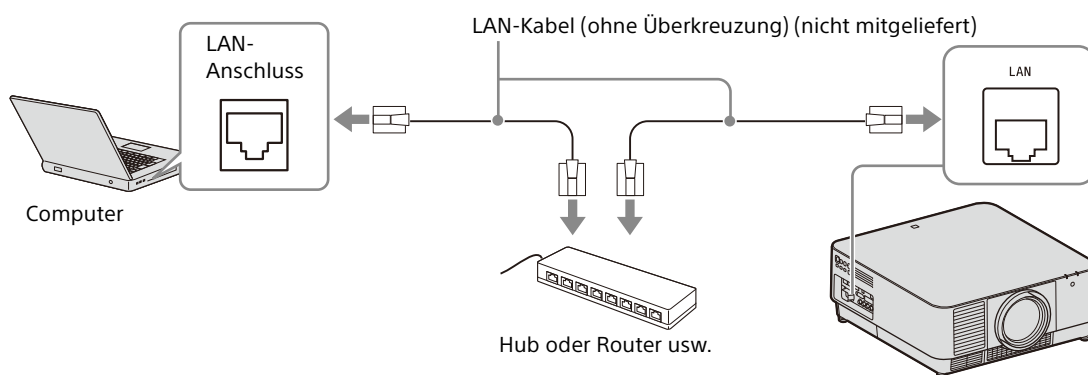 LAN-Kabel (ohne Überkreuzung) (nicht mitgeliefert)
LAN-
Anschluss
LAN
Computer
Hub oder Router usw.